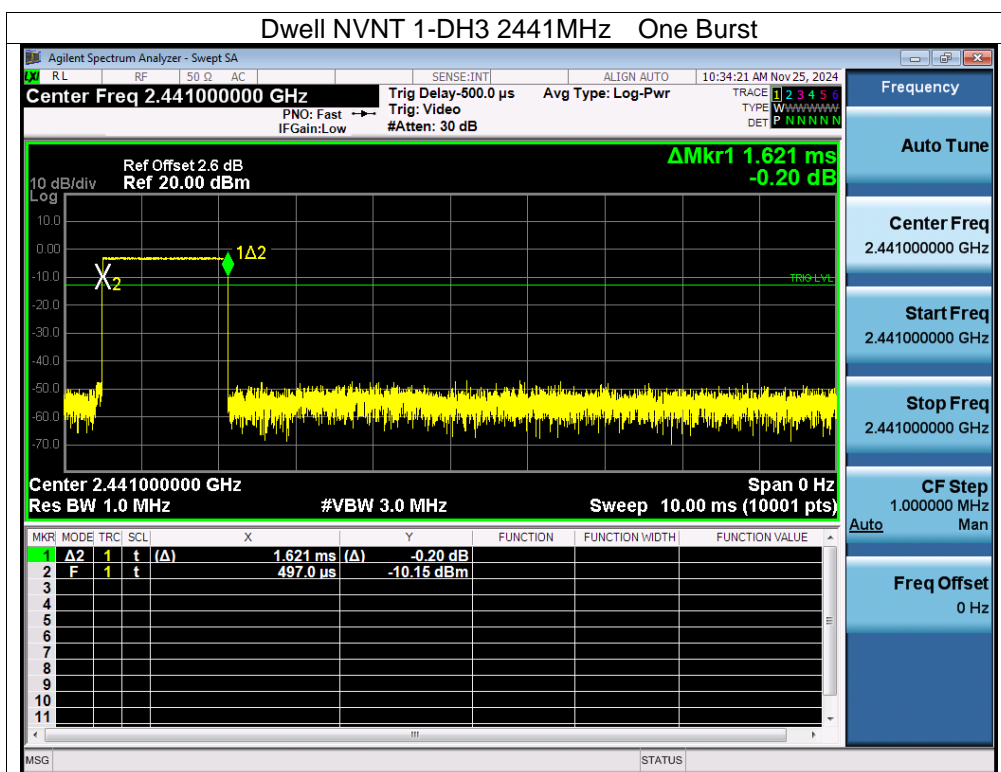 Dwell NVNT 1-DH3 2441MHz One Burst
Agilent Spectrum Analyzer - Swept SA
LXI RL RF 50 Ω AC SENSE:INT ALIGN AUTO 10:34:21 AM Nov 25, 2024
Center Freq 2.441000000 GHz
PNO: Fast
IFGain:Low
Trig Delay-500.0 µs
Trig: Video
#Atten: 30 dB
Avg Type: Log-Pwr
TRACE 1 2 3 4 5 6
TYPE WWWWWW
DET P N N N N N
Ref Offset 2.6 dB
Ref 20.00 dBm
10 dB/div
Log
ΔMkr1 1.621 ms
-0.20 dB
10.0
0.00
-10.0
-20.0
-30.0
-40.0
-50.0
-60.0
-70.0
1Δ2
2
TRIG LVL
Center 2.441000000 GHz Span 0 Hz
Res BW 1.0 MHz #VBW 3.0 MHz Sweep 10.00 ms (10001 pts)
MKR MODE TRC SCL X Y FUNCTION FUNCTION WIDTH FUNCTION VALUE
1 Δ2 1 t (Δ) 1.621 ms (Δ) -0.20 dB
2 F 1 t 497.0 µs -10.15 dBm
3
4
5
6
7
8
9
10
11
MSG STATUS
Frequency
Auto Tune
Center Freq
2.441000000 GHz
Start Freq
2.441000000 GHz
Stop Freq
2.441000000 GHz
CF Step
1.000000 MHz
Auto Man
Freq Offset
0 Hz